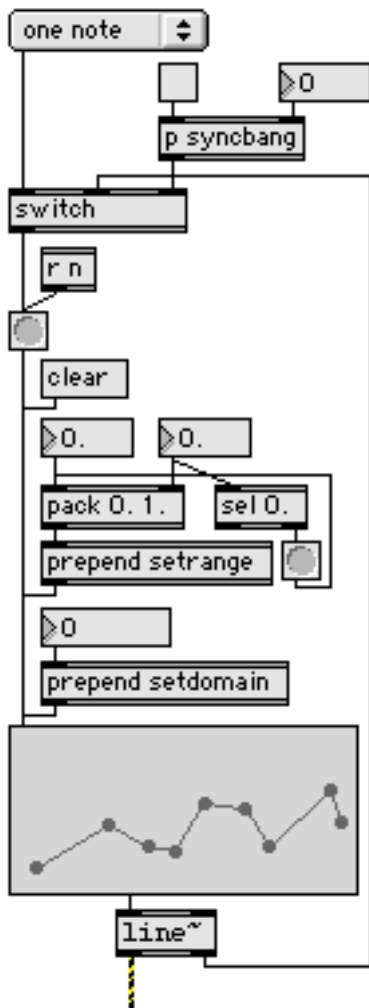 one note
0
p syncbang
switch
r n
clear
0. 0.
pack 0. 1. sel 0.
prepend setrange
0
prepend setdomain
line~